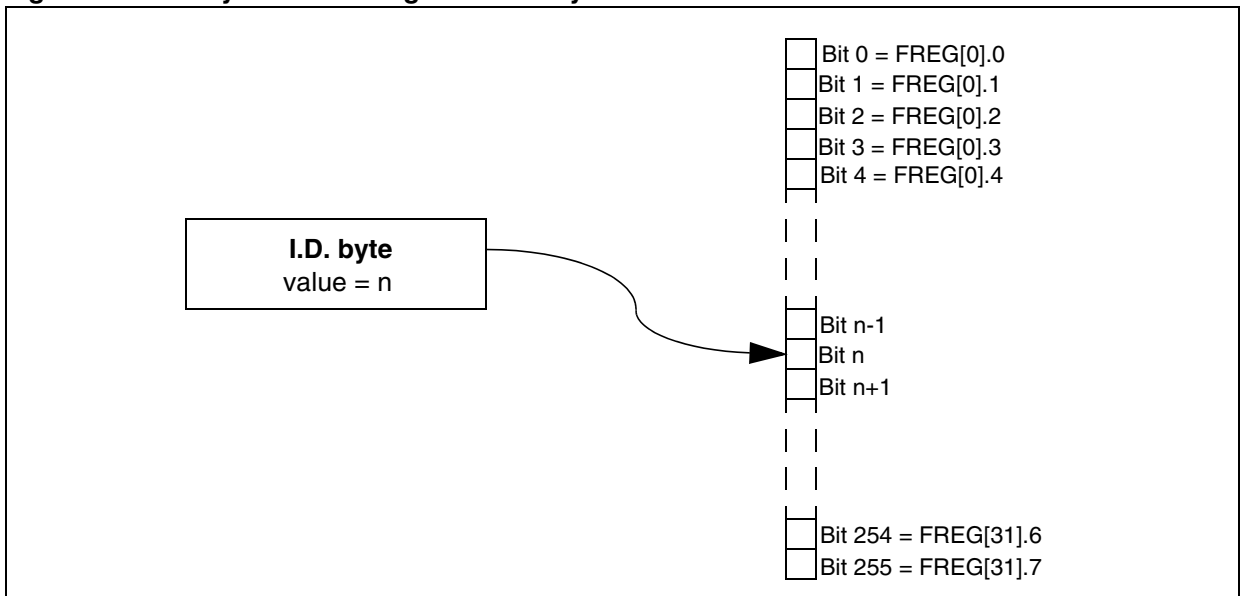 Bit 0 = FREG[0].0
Bit 1 = FREG[0].1
Bit 2 = FREG[0].2
Bit 3 = FREG[0].3
Bit 4 = FREG[0].4
I.D. byte
value = n
Bit n-1
Bit n
Bit n+1
Bit 254 = FREG[31].6
Bit 255 = FREG[31].7